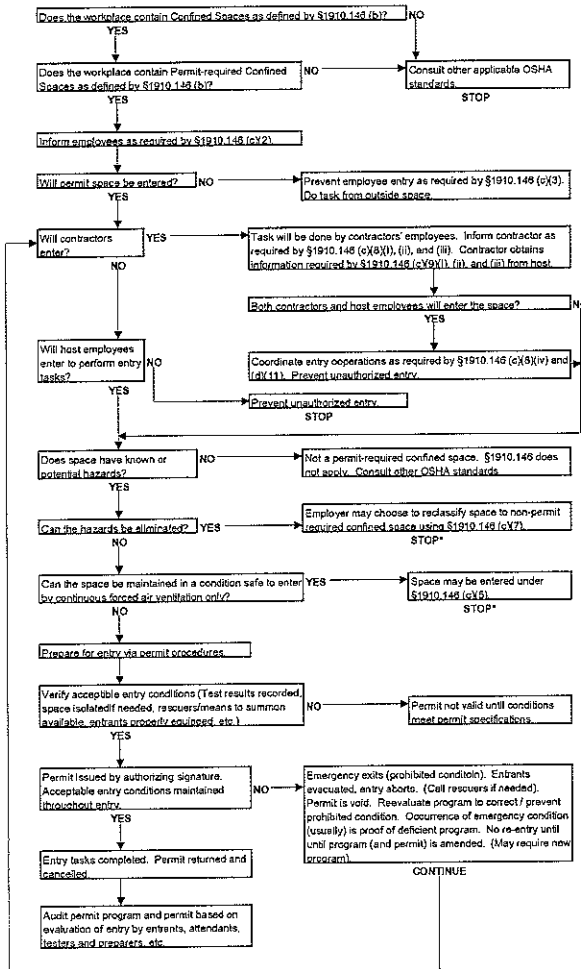 Does the workplace contain Confined Spaces as defined by §1910.146 (b)?
NO
YES
Does the workplace contain Permit-required Confined
Spaces as defined by §1910.146 (b)?
NO
Consult other applicable OSHA
standards.
STOP
YES
Inform employees as required by §1910.146 (c)(2).
Will permit space be entered?
NO
Prevent employee entry as required by §1910.146 (c)(3).
Do task from outside space.
YES
Will contractors
enter?
YES
Task will be done by contractors' employees. Inform contractor as
required by §1910.146 (c)(8)(i), (ii), and (iii). Contractor obtains
information required by §1910.146 (c)(9)(i), (ii), and (iii) from host.
NO
Both contractors and host employees will enter the space?
YES
Will host employees
enter to perform entry
tasks?
NO
Coordinate entry ooperations as required by §1910.146 (c)(8)(iv) and
(d)(11). Prevent unauthorized entry.
Prevent unauthorized entry.
STOP
YES
Does space have known or
potential hazards?
NO
Not a permit-required confined space. §1910.146 does
not apply. Consult other OSHA standards
YES
Can the hazards be eliminated?
YES
Employer may choose to reclassify space to non-permit
required confined space using §1910.146 (c)(7).
STOP*
NO
Can the space be maintained in a condition safe to enter
by continuous forced air ventilation only?
YES
Space may be entered under
§1910.146 (c)(5).
STOP*
NO
Prepare for entry via permit procedures.
Verify acceptable entry conditions (Test results recorded,
space isolatedif needed, rescuers/means to summon
available, entrants properly equipped, etc.)
NO
Permit not valid until conditions
meet permit specifications.
YES
Permit Issued by authorizing signature.
Acceptable entry conditions maintained
throughout entry.
NO
Emergency exits (prohibited conditoin). Entrants
evacuated, entry aborto. (Call rescuers if needed).
Permit is void. Reevaluate program to correct / prevent
prohibited condition. Occurrence of emergency condition
(usually) is proof of deficient program. No re-entry until
until program (and permit) is amended. (May require new
program).
CONTINUE
YES
Entry tasks completed. Permit returned and
cancelled.
Audit permit program and permit based on
evaluation of entry by entrants, attendants,
testers and preparers, etc.